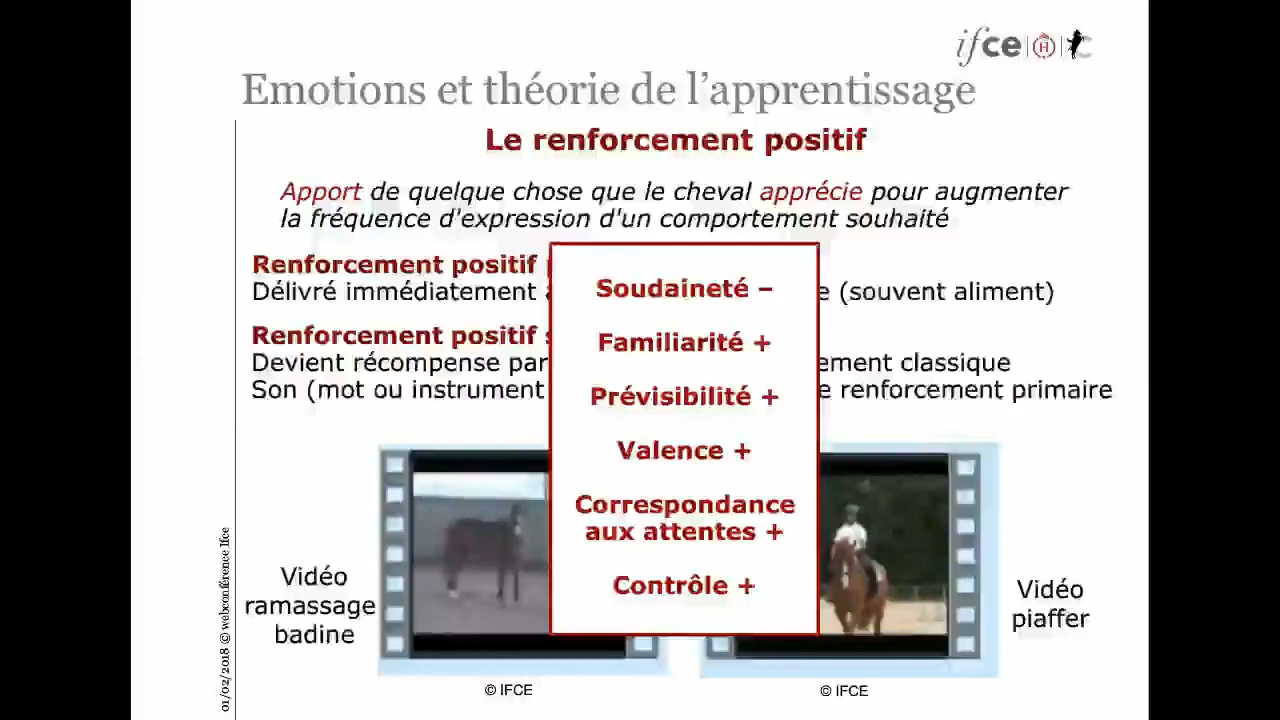 ifce
Emotions et théorie de l'apprentissage
Le renforcement positif
Apport de quelque chose que le cheval apprécie pour augmenter
la fréquence d'expression d'un comportement souhaité
Renforcement positif
Délivré immédiatement
(souvent aliment)
Renforcement positif
Devient récompense par
classique
Son (mot ou instrument
renforcement primaire
Soudaineté –
Familiarité +
Prévisibilité +
Valence +
Correspondance
aux attentes +
Contrôle +
Vidéo
ramassage
badine
Vidéo
piaffer
© IFCE
© IFCE
01/02/2018 © webconférence Ifce